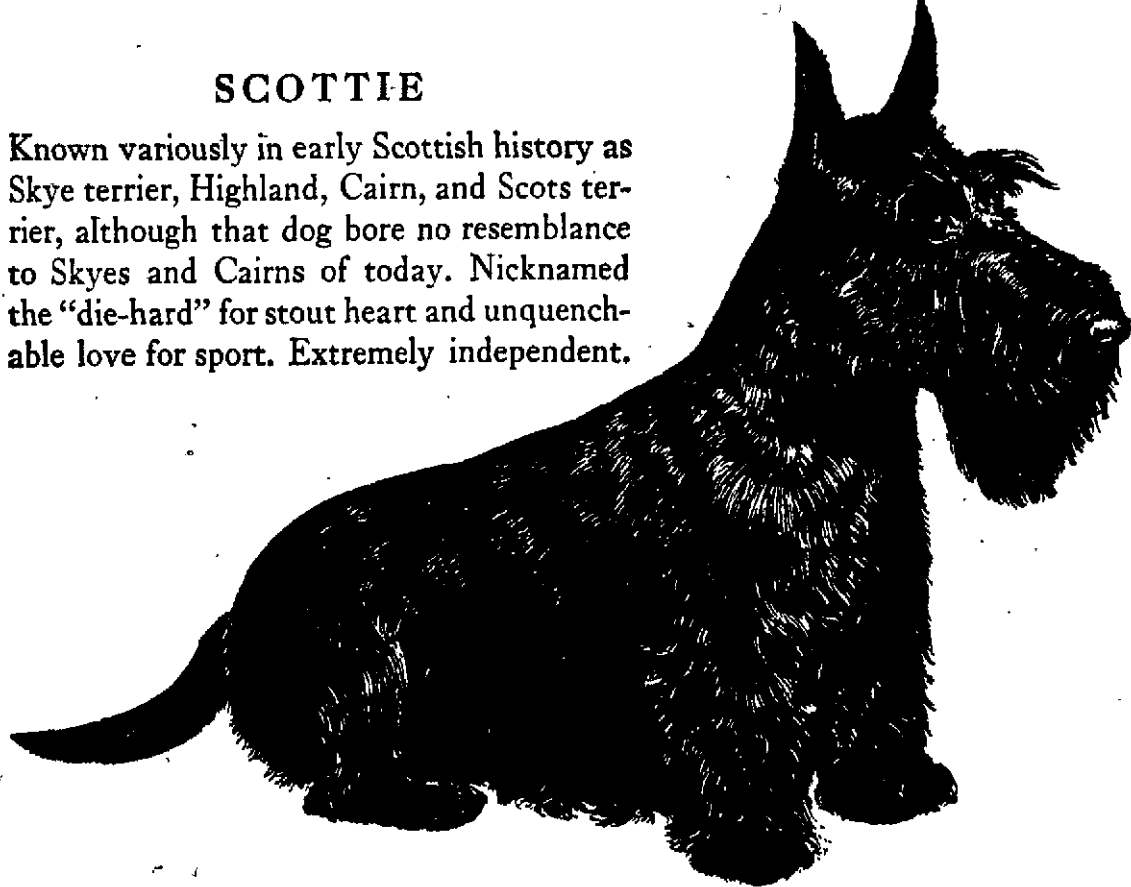 SCOTTIE
Known variously in early Scottish history as
Skye terrier, Highland, Cairn, and Scots ter-
rier, although that dog bore no resemblance
to Skyes and Cairns of today. Nicknamed
the “die-hard” for stout heart and unquench-
able love for sport. Extremely independent.